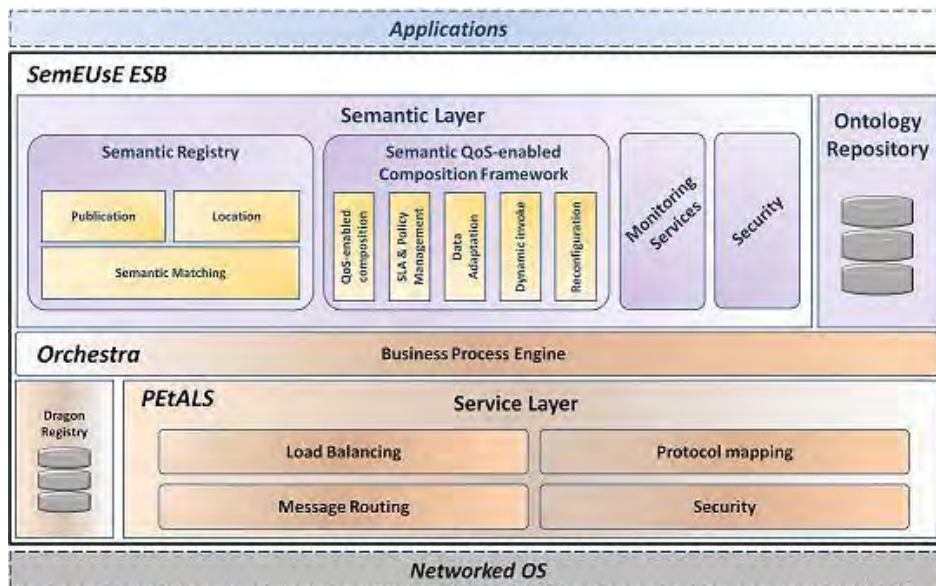 Applications
SemEUsE ESB
Semantic Layer
Semantic Registry
Publication
Location
Semantic Matching
Semantic QoS-enabled
Composition Framework
QoS-enabled
composition
SLA & Policy
Management
Data
Adaptation
Dynamic invoke
Reconfiguration
Monitoring
Services
Security
Ontology
Repository
Orchestra
Business Process Engine
Dragon
Registry
PEtALS
Service Layer
Load Balancing
Protocol mapping
Message Routing
Security
Networked OS